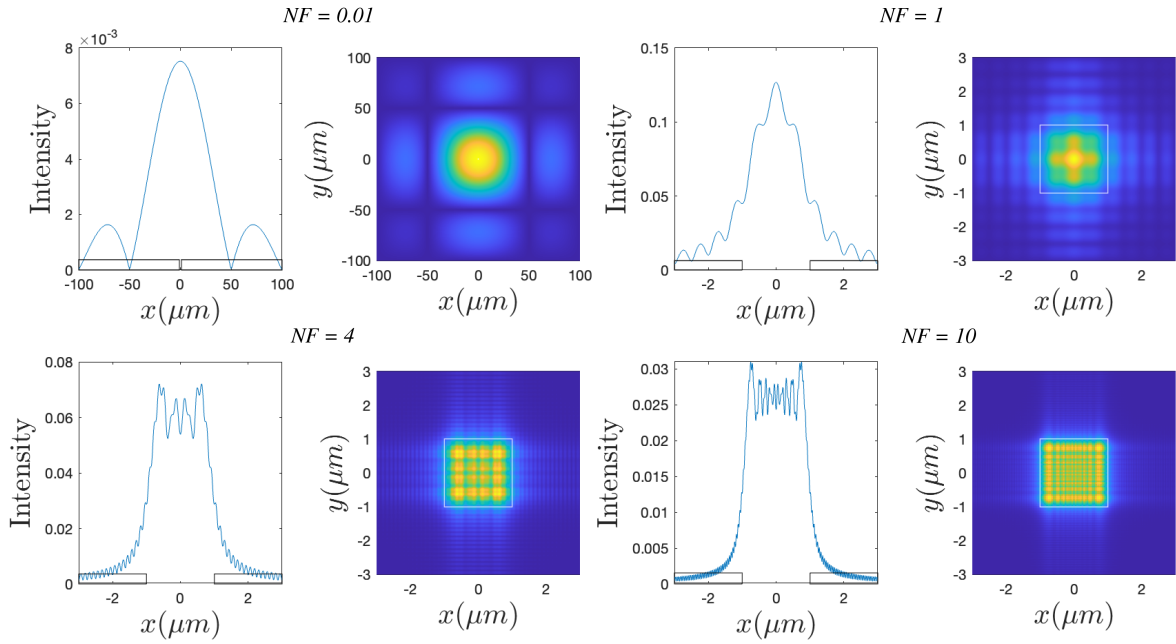 NF = 0.01
NF = 1
×10⁻³
8
6
4
2
0
Intensity
-100 -50 0 50 100
x(μm)
100
50
0
-50
-100
y(μm)
-100 -50 0 50 100
x(μm)
0.15
0.1
0.05
0
Intensity
-2 0 2
x(μm)
3
2
1
0
-1
-2
-3
y(μm)
-2 0 2
x(μm)
NF = 4
NF = 10
0.08
0.06
0.04
0.02
0
Intensity
-2 0 2
x(μm)
3
2
1
0
-1
-2
-3
y(μm)
-2 0 2
x(μm)
0.03
0.025
0.02
0.015
0.01
0.005
0
Intensity
-2 0 2
x(μm)
3
2
1
0
-1
-2
-3
y(μm)
-2 0 2
x(μm)